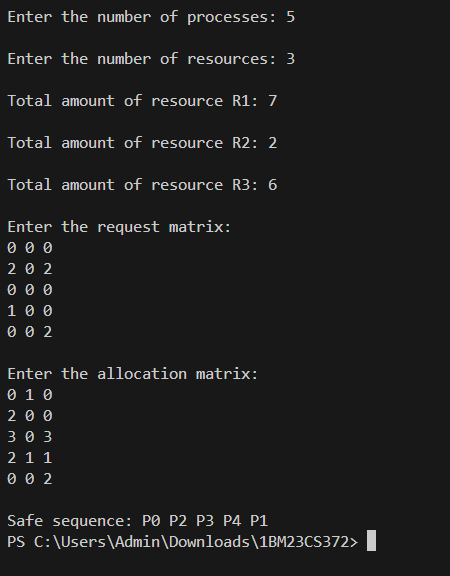 Enter the number of processes: 5
Enter the number of resources: 3
Total amount of resource R1: 7
Total amount of resource R2: 2
Total amount of resource R3: 6
Enter the request matrix:
0 0 0
2 0 2
0 0 0
1 0 0
0 0 2
Enter the allocation matrix:
0 1 0
2 0 0
3 0 3
2 1 1
0 0 2
Safe sequence: P0 P2 P3 P4 P1
PS C:\Users\Admin\Downloads\1BM23CS372>